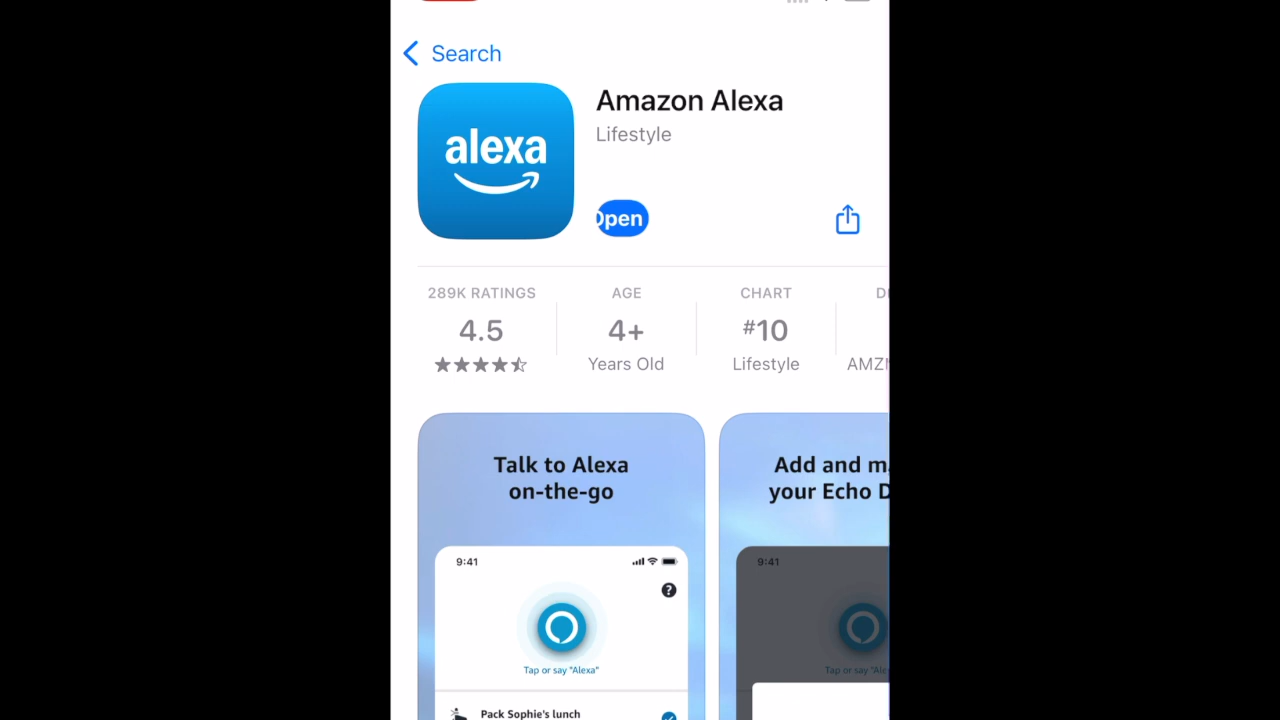 Search
alexa
Amazon Alexa
Lifestyle
Open
289K RATINGS
4.5
AGE
4+
Years Old
CHART
#10
Lifestyle
Talk to Alexa
on-the-go
9:41
Tap or say "Alexa"
Pack Sophie's lunch
Add and
your Echo
9:41
Tap or say